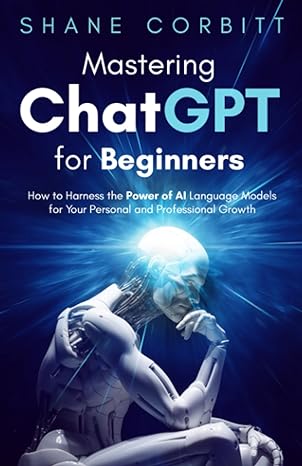 SHANE CORBITT
Mastering
ChatGPT
for Beginners
How to Harness the Power of AI Language Models
for Your Personal and Professional Growth